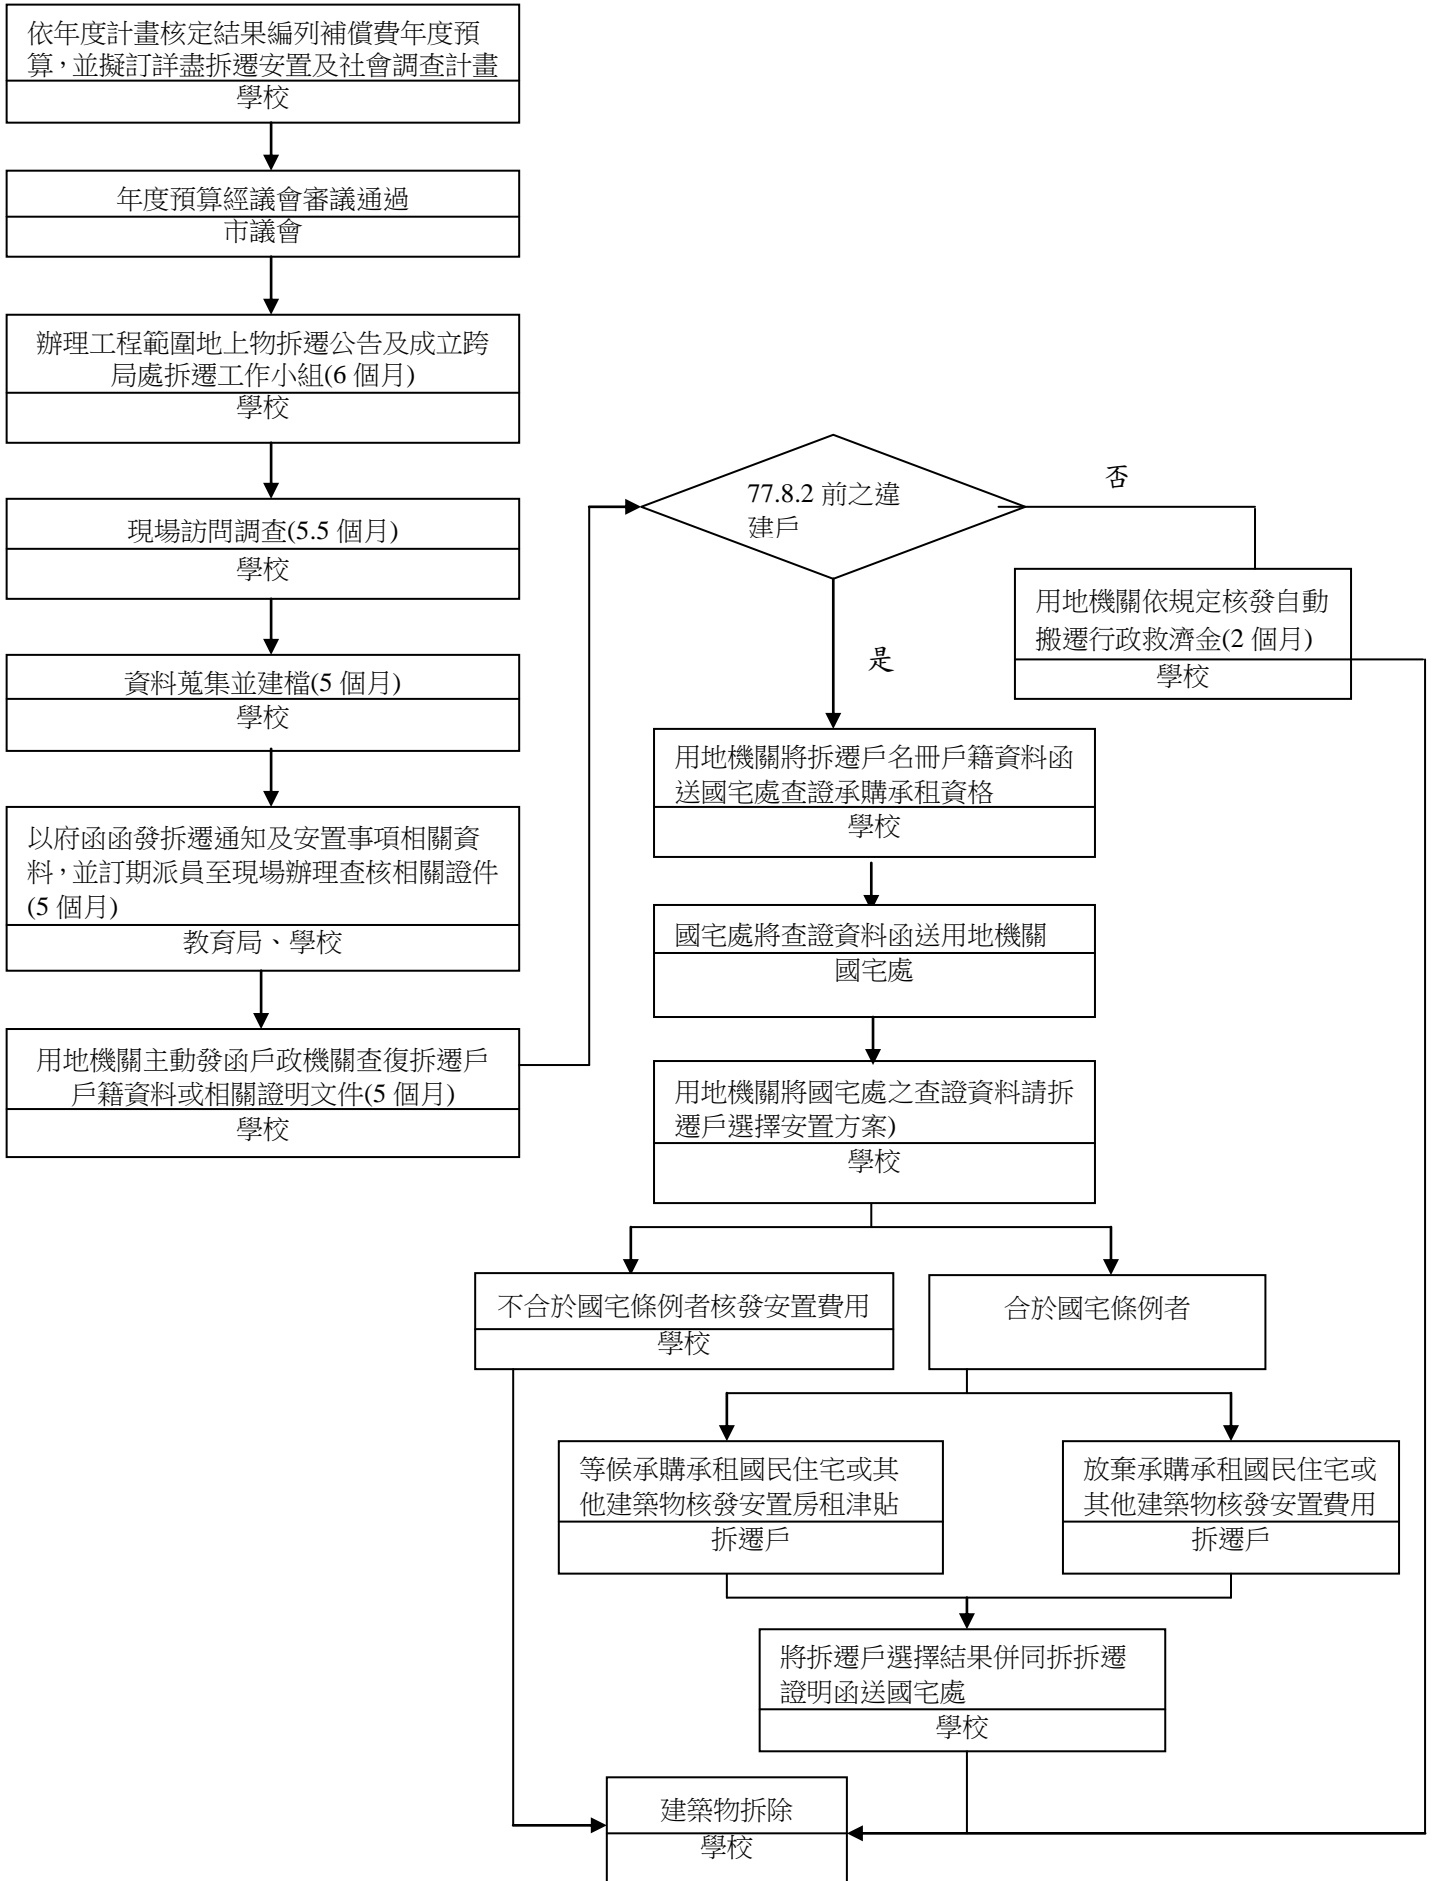 依年度計畫核定結果編列補償費年度預
算，並擬訂詳盡拆遷安置及社會調查計畫
學校
年度預算經議會審議通過
市議會
辦理工程範圍地上物拆遷公告及成立跨
局處拆遷工作小組(6 個月)
學校
現場訪問調查(5.5 個月)
學校
資料蒐集並建檔(5 個月)
學校
以府函函發拆遷通知及安置事項相關資
料，並訂期派員至現場辦理查核相關證件
(5 個月)
教育局、學校
用地機關主動發函戶政機關查復拆遷戶
戶籍資料或相關證明文件(5 個月)
學校
77.8.2 前之違
建戶
否
用地機關依規定核發自動
搬遷行政救濟金(2 個月)
學校
是
用地機關將拆遷戶名冊戶籍資料函
送國宅處查證承購承租資格
學校
國宅處將查證資料函送用地機關
國宅處
用地機關將國宅處之查證資料請拆
遷戶選擇安置方案)
學校
不合於國宅條例者核發安置費用
學校
合於國宅條例者
等候承購承租國民住宅或其
他建築物核發安置房租津貼
拆遷戶
放棄承購承租國民住宅或
其他建築物核發安置費用
拆遷戶
將拆遷戶選擇結果併同拆拆遷
證明函送國宅處
學校
建築物拆除
學校